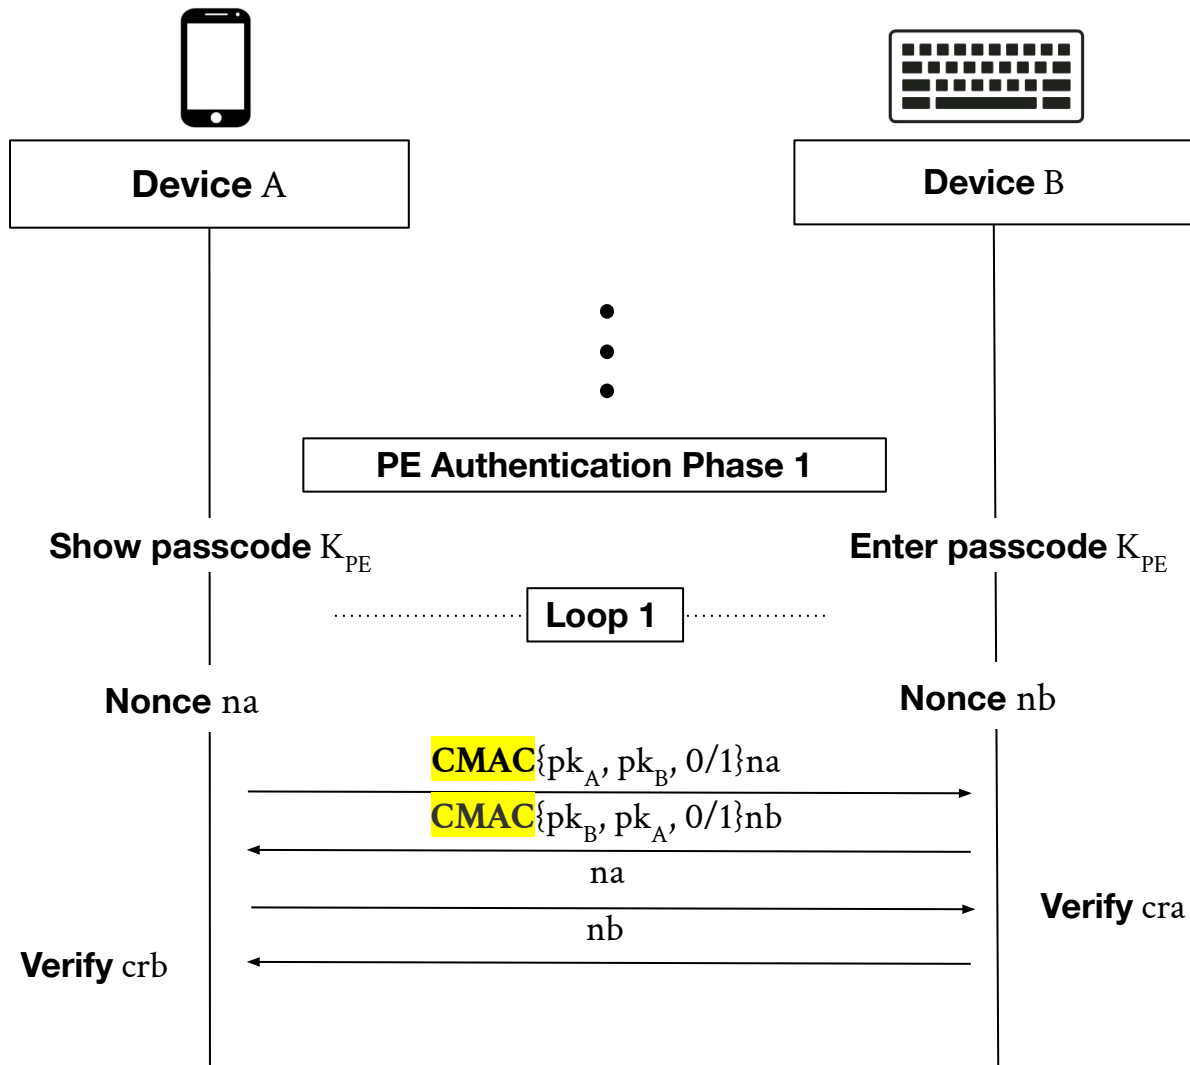 Device A
Device B
PE Authentication Phase 1
Show passcode K_PE
Enter passcode K_PE
Loop 1
Nonce na
Nonce nb
CMAC{pk_A, pk_B, 0/1}na
CMAC{pk_B, pk_A, 0/1}nb
na
Verify cra
nb
Verify crb